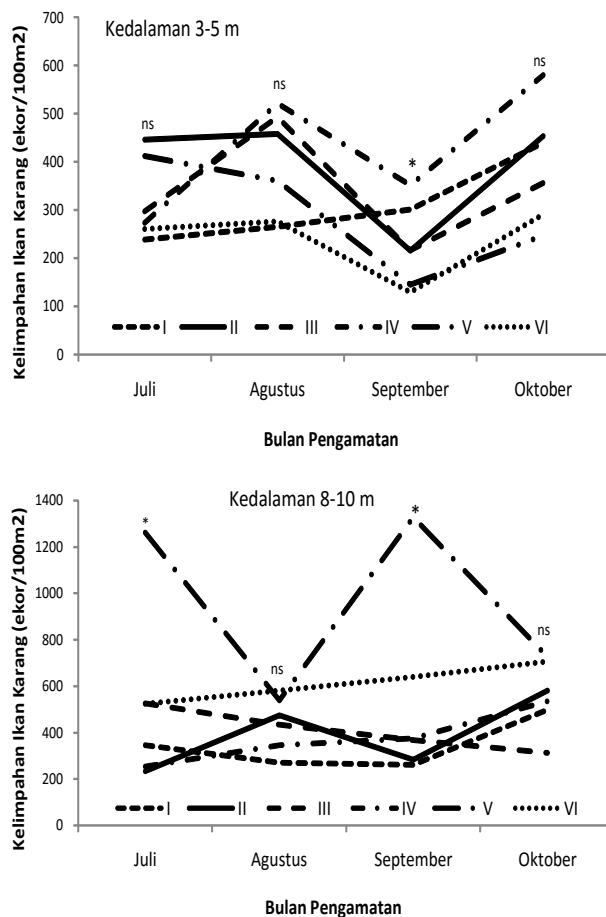 Kedalaman 3-5 m
Kelimpahan Ikan Karang (ekor/100m2)
700
600
500
400
300
200
100
0
ns
ns
*
ns
I II III IV V VI
Juli Agustus September Oktober
Bulan Pengamatan
Kedalaman 8-10 m
Kelimpahan Ikan Karang (ekor/100m2)
1400
1200
1000
800
600
400
200
0
*
ns
*
ns
I II III IV V VI
Juli Agustus September Oktober
Bulan Pengamatan